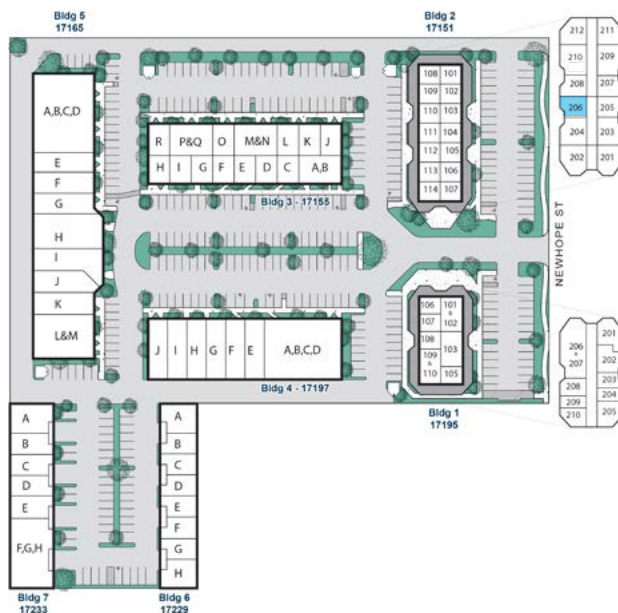 Bldg 5
17165
Bldg 2
17151
212 211
210 209
208 207
206 205
204 203
202 201
A,B,C,D
E
F
G
H
I
J
K
L&M
R P&Q O M&N L K J
H I G F E D C A,B
Bldg 3 - 17155
108 101
109 102
110 103
111 104
112 105
113 106
114 107
NEWHOPE ST
J I H G F E A,B,C,D
Bldg 4 - 17197
106 101
&
102
107
108
103
109
&
110
105
Bldg 1
17195
201
206
&
207
202
203
208
204
209
210
205
A
B
C
D
E
F,G,H
Bldg 7
17233
A
B
C
D
E
F
G
H
Bldg 6
17229